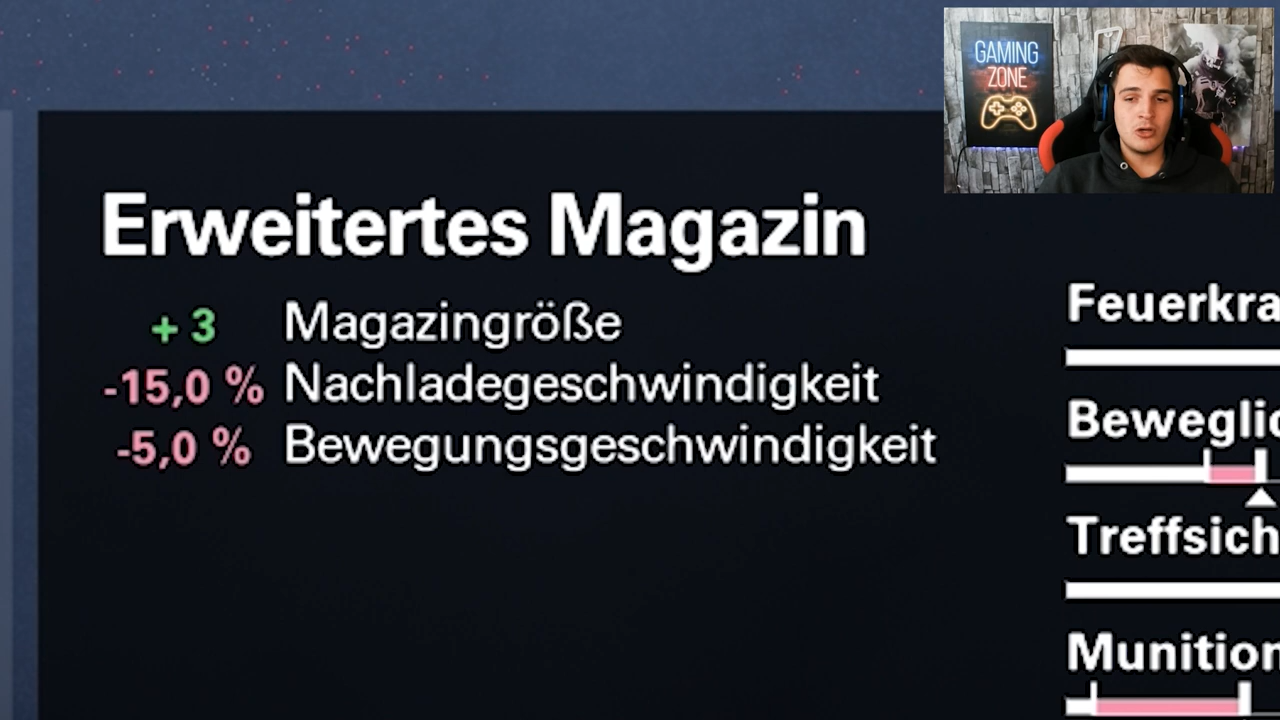 GAMING
ZONE
Erweitertes Magazin
+ 3 Magazingröße
-15,0 % Nachladegeschwindigkeit
-5,0 % Bewegungsgeschwindigkeit
Feuerkra
Beweglic
Treffsich
Munition